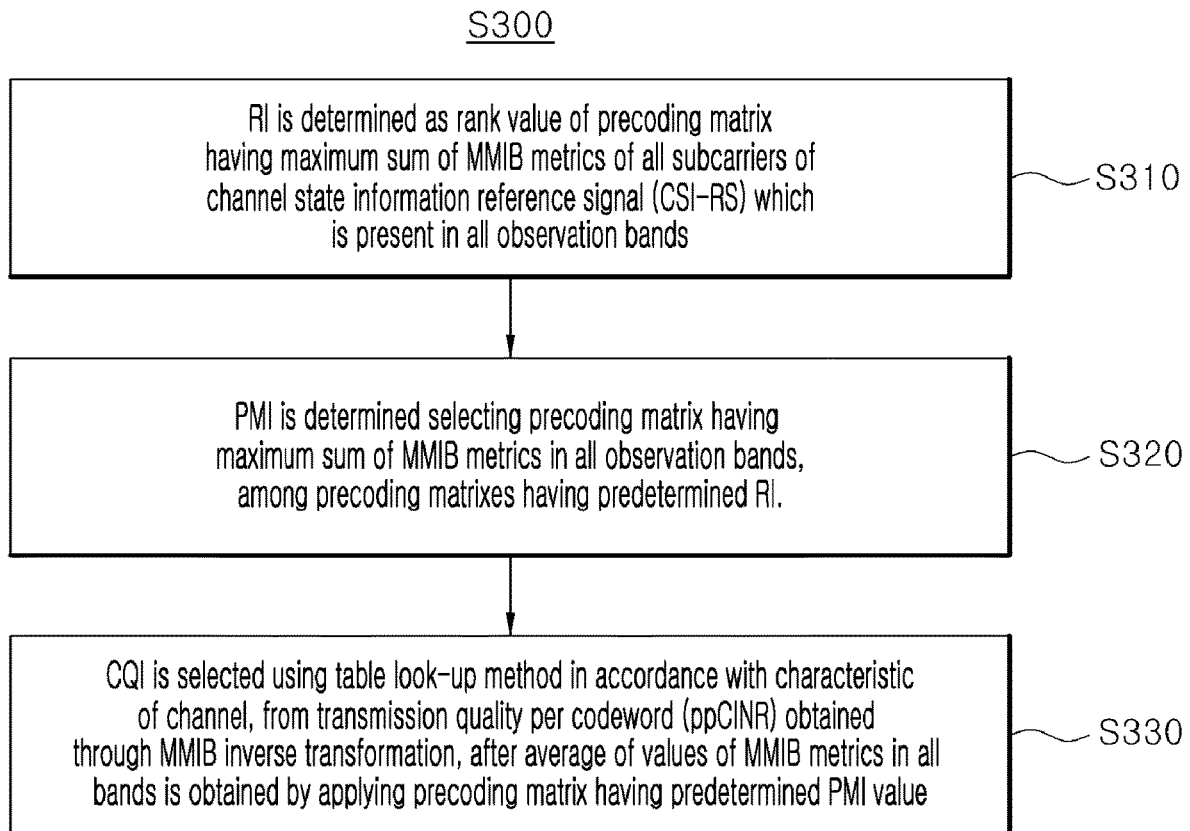 S300
RI is determined as rank value of precoding matrix
having maximum sum of MMIB metrics of all subcarriers of
channel state information reference signal (CSI-RS) which
is present in all observation bands
S310
PMI is determined selecting precoding matrix having
maximum sum of MMIB metrics in all observation bands,
among precoding matrixes having predetermined RI.
S320
CQI is selected using table look-up method in accordance with characteristic
of channel, from transmission quality per codeword (ppCINR) obtained
through MMIB inverse transformation, after average of values of MMIB metrics in all
bands is obtained by applying precoding matrix having predetermined PMI value
S330